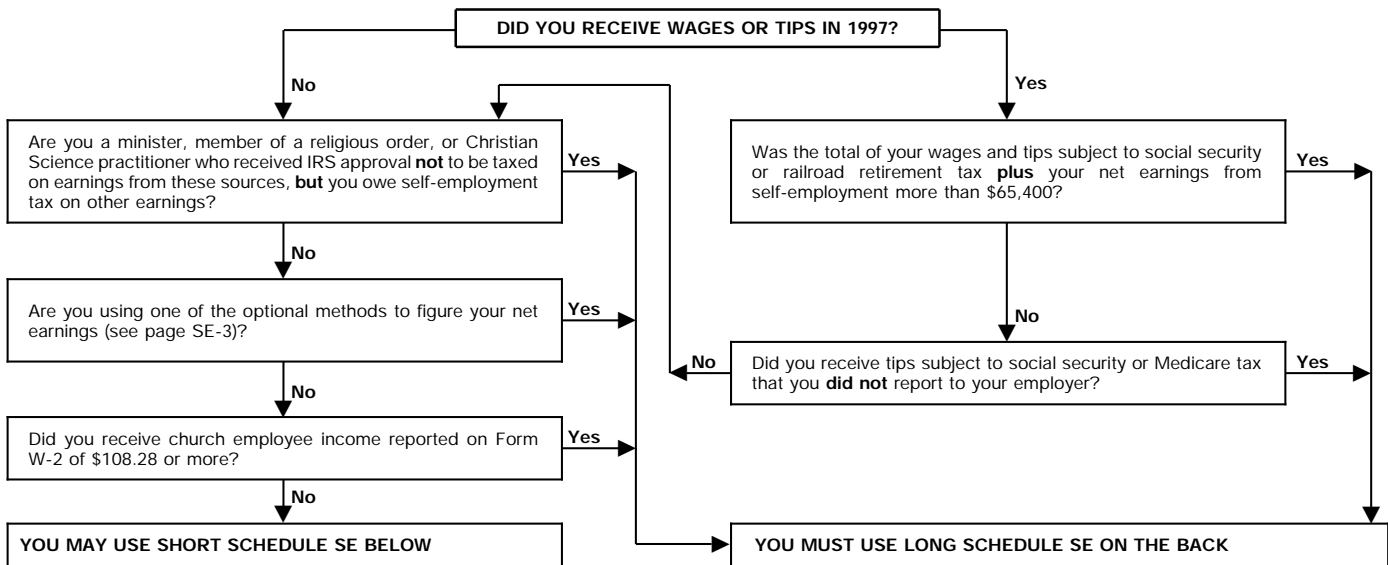 DID YOU RECEIVE WAGES OR TIPS IN 1997?
No
Yes
Are you a minister, member of a religious order, or Christian
Science practitioner who received IRS approval not to be taxed
on earnings from these sources, but you owe self-employment
tax on other earnings?
Yes
Was the total of your wages and tips subject to social security
or railroad retirement tax plus your net earnings from
self-employment more than $65,400?
Yes
No
No
Are you using one of the optional methods to figure your net
earnings (see page SE-3)?
Yes
No
Did you receive tips subject to social security or Medicare tax
that you did not report to your employer?
Yes
No
Did you receive church employee income reported on Form
W-2 of $108.28 or more?
Yes
No
YOU MAY USE SHORT SCHEDULE SE BELOW
YOU MUST USE LONG SCHEDULE SE ON THE BACK